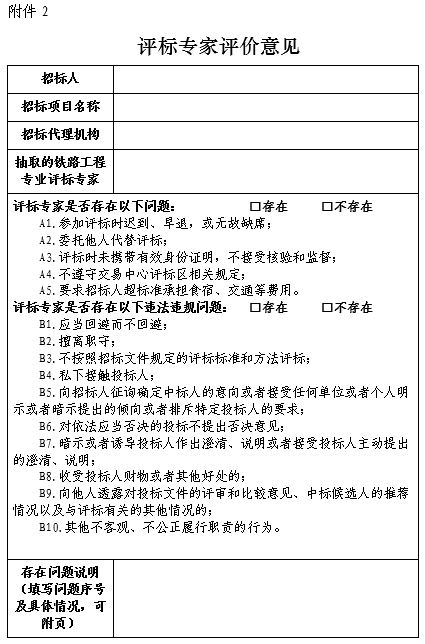 附件 2
评标专家评价意见
招标人
招标项目名称
招标代理机构
抽取的铁路工程
专业评标专家
评标专家是否存在以下问题： □存在 □不存在
A1.参加评标时迟到、早退，或无故缺席；
A2.委托他人代替评标；
A3.评标时未携带有效身份证明，不接受核验和监督；
A4.不遵守交易中心评标区相关规定；
A5.要求招标人超标准承担食宿、交通等费用。
评标专家是否存在以下违法违规问题： □存在 □不存在
B1.应当回避而不回避；
B2.擅离职守；
B3.不按照招标文件规定的评标标准和方法评标；
B4.私下接触投标人；
B5.向招标人征询确定中标人的意向或者接受任何单位或者个人明
示或者暗示提出的倾向或者排斥特定投标人的要求；
B6.对依法应当否决的投标不提出否决意见；
B7.暗示或者诱导投标人作出澄清、说明或者接受投标人主动提出
的澄清、说明；
B8.收受投标人财物或者其他好处的；
B9.向他人透露对投标文件的评审和比较意见、中标候选人的推荐
情况以及与评标有关的其他情况的；
B10.其他不客观、不公正履行职责的行为。
存在问题说明
（填写问题序号
及具体情况，可
附页）